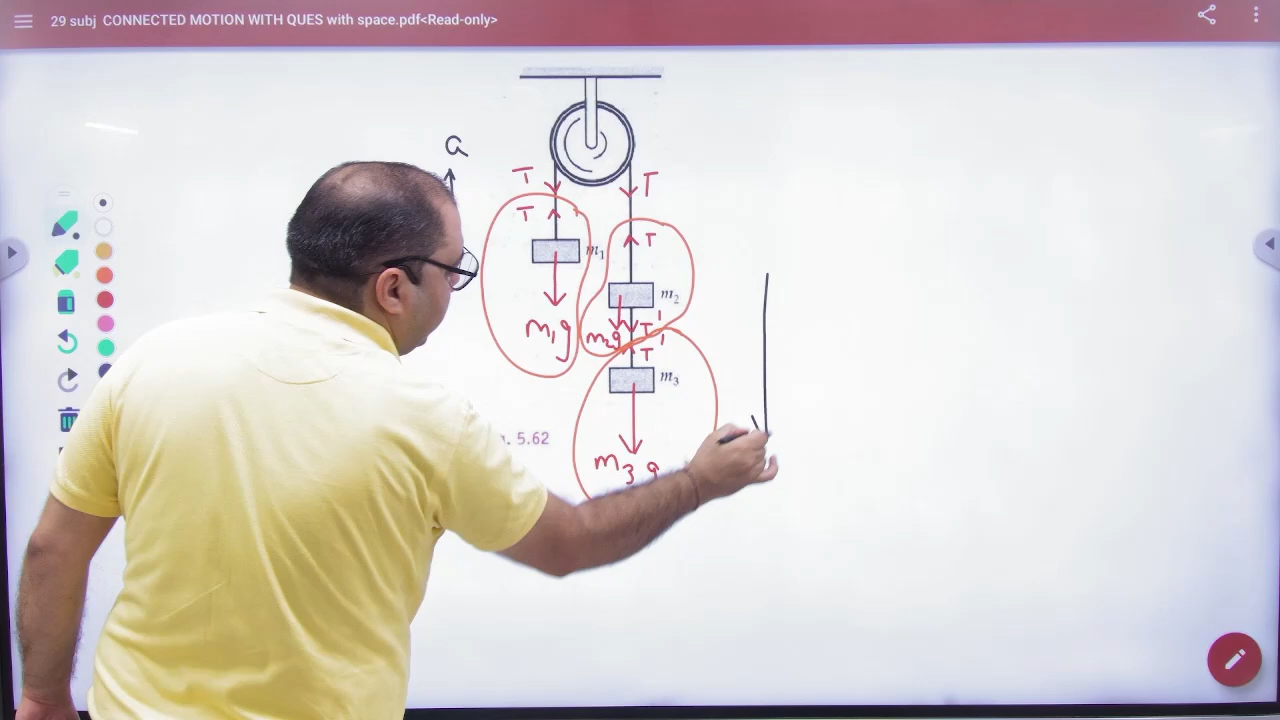 29 subj CONNECTED MOTION WITH QUES with space.pdf<Read-only>
a
T T
T T
m₁
m₂
m₁g m₂g T'
T'
m₃
. 5.62
m₃g